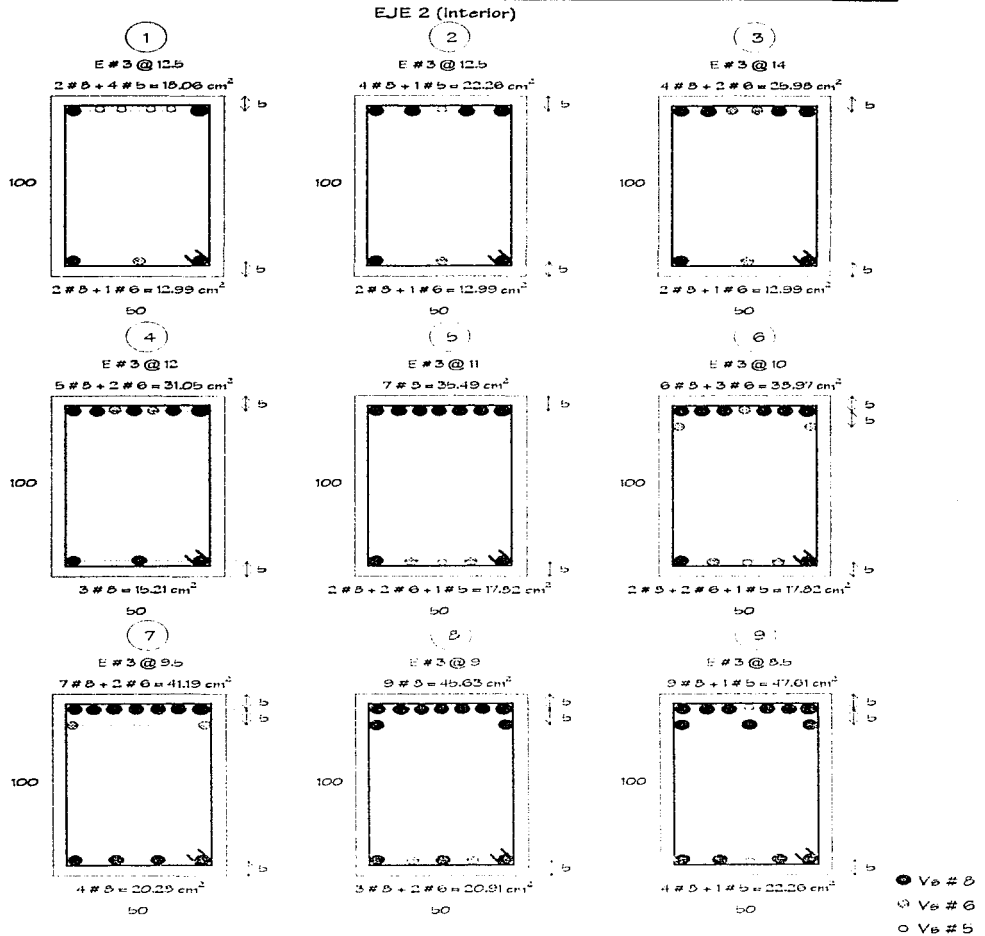 EJE 2 (Interior)
1
E # 3 @ 12.5
2 # 8 + 4 # 5 = 18.06 cm²
5
100
5
2 # 8 + 1 # 6 = 12.99 cm²
50
2
E # 3 @ 12.5
4 # 8 + 1 # 5 = 22.26 cm²
5
100
5
2 # 8 + 1 # 6 = 12.99 cm²
50
3
E # 3 @ 14
4 # 8 + 2 # 6 = 25.98 cm²
5
100
5
2 # 8 + 1 # 6 = 12.99 cm²
50
4
E # 3 @ 12
5 # 8 + 2 # 6 = 31.05 cm²
5
100
5
3 # 8 = 15.21 cm²
50
5
E # 3 @ 11
7 # 8 = 35.49 cm²
5
100
5
2 # 8 + 2 # 6 + 1 # 5 = 17.82 cm²
50
6
E # 3 @ 10
6 # 8 + 3 # 6 = 38.97 cm²
5
5
100
5
2 # 8 + 2 # 6 + 1 # 5 = 17.82 cm²
50
7
E # 3 @ 9.5
7 # 8 + 2 # 6 = 41.19 cm²
5
5
100
5
4 # 8 = 20.28 cm²
50
8
E # 3 @ 9
9 # 8 = 45.63 cm²
5
5
100
5
3 # 8 + 2 # 6 = 20.91 cm²
50
9
E # 3 @ 8.5
9 # 8 + 1 # 5 = 47.61 cm²
5
5
100
5
4 # 8 + 1 # 5 = 22.26 cm²
50
Vs # 8
Vs # 6
Vs # 5